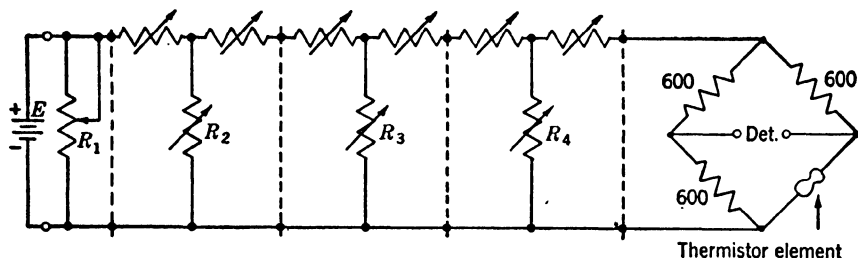 600
600
+
E
-
R1
R2
R3
R4
Det.
600
Thermistor element